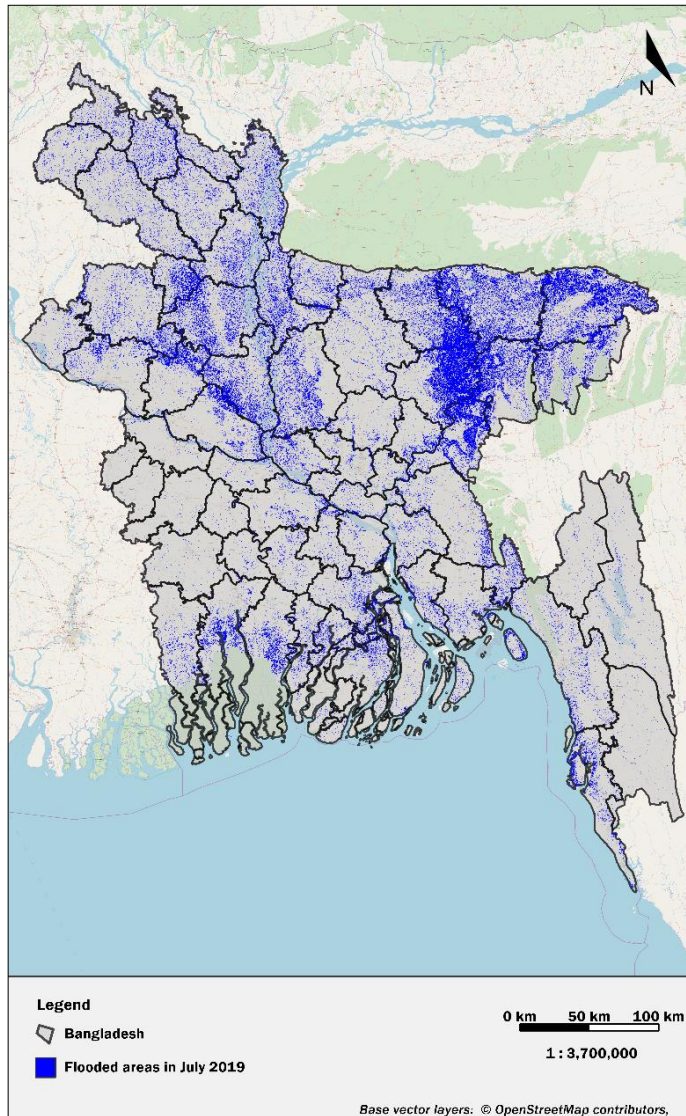 N
Legend
Bangladesh
Flooded areas in July 2019
0 km 50 km 100 km
1 : 3,700,000
Base vector layers: © OpenStreetMap contributors,